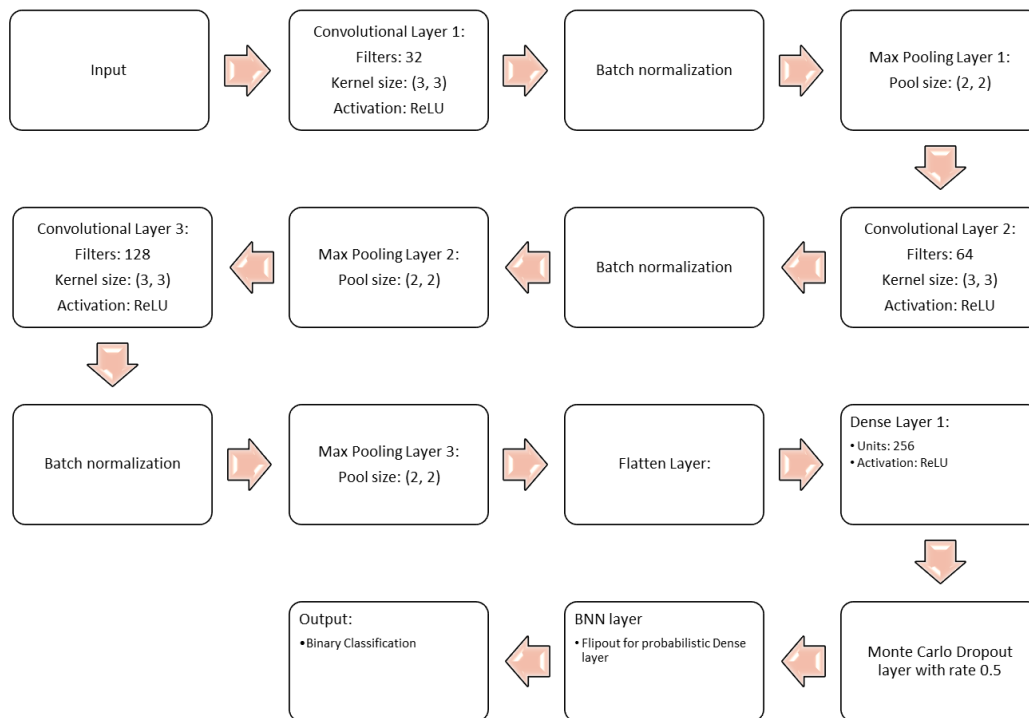 Input
Convolutional Layer 1:
Filters: 32
Kernel size: (3, 3)
Activation: ReLU
Batch normalization
Max Pooling Layer 1:
Pool size: (2, 2)
Convolutional Layer 2:
Filters: 64
Kernel size: (3, 3)
Activation: ReLU
Batch normalization
Max Pooling Layer 2:
Pool size: (2, 2)
Convolutional Layer 3:
Filters: 128
Kernel size: (3, 3)
Activation: ReLU
Batch normalization
Max Pooling Layer 3:
Pool size: (2, 2)
Flatten Layer:
Dense Layer 1:
• Units: 256
• Activation: ReLU
Monte Carlo Dropout
layer with rate 0.5
BNN layer
• Flipout for probabilistic Dense
layer
Output:
•Binary Classification